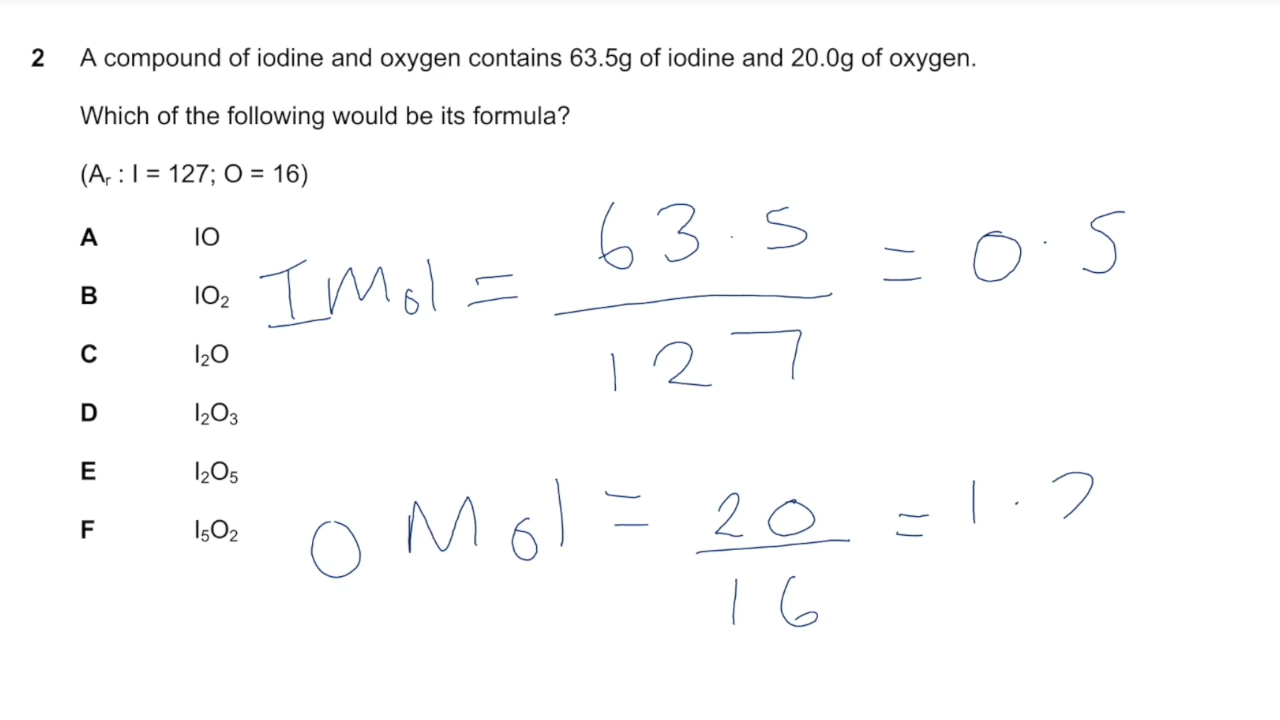 2 A compound of iodine and oxygen contains 63.5g of iodine and 20.0g of oxygen.
Which of the following would be its formula?
(Aᵣ : I = 127; O = 16)
A IO
B IO₂
C I₂O
D I₂O₃
E I₂O₅
F I₅O₂
I Mol = 63.5 / 127 = 0.5
O Mol = 20 / 16 = 1.